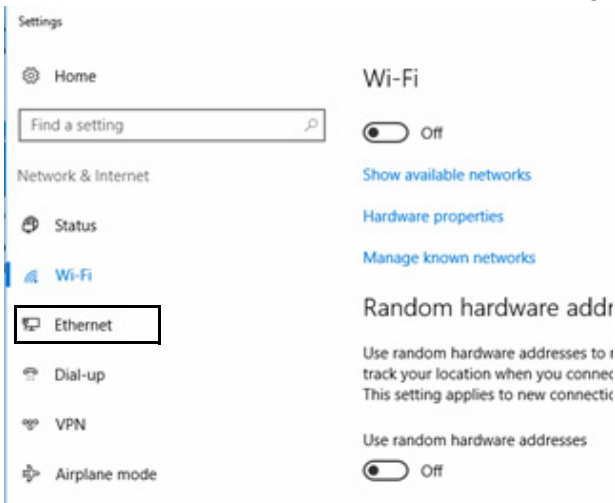 Settings
Home
Find a setting
Network & Internet
Status
Wi-Fi
Ethernet
Dial-up
VPN
Airplane mode
Wi-Fi
Off
Show available networks
Hardware properties
Manage known networks
Random hardware addr
Use random hardware addresses to
track your location when you connec
This setting applies to new connectio
Use random hardware addresses
Off